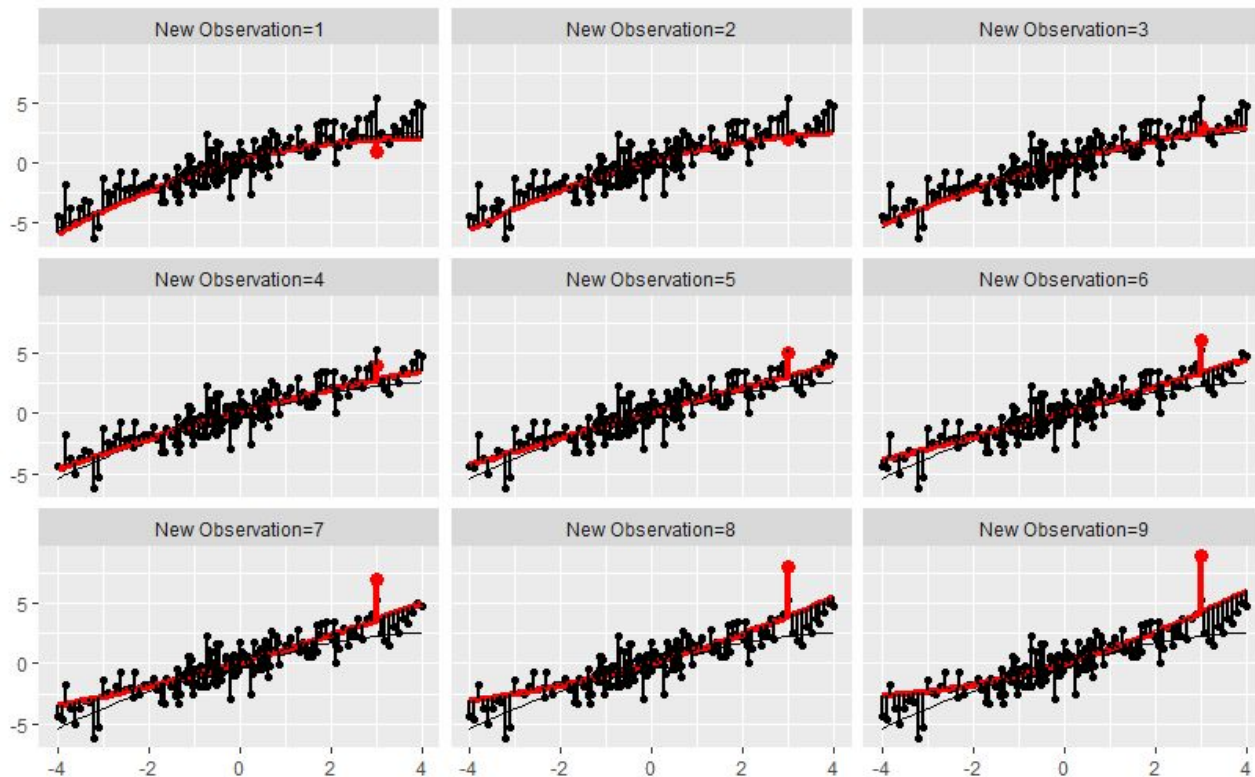 New Observation=1
New Observation=2
New Observation=3
5
0
-5
New Observation=4
New Observation=5
New Observation=6
5
0
-5
New Observation=7
New Observation=8
New Observation=9
5
0
-5
-4 -2 0 2 4
-4 -2 0 2 4
-4 -2 0 2 4